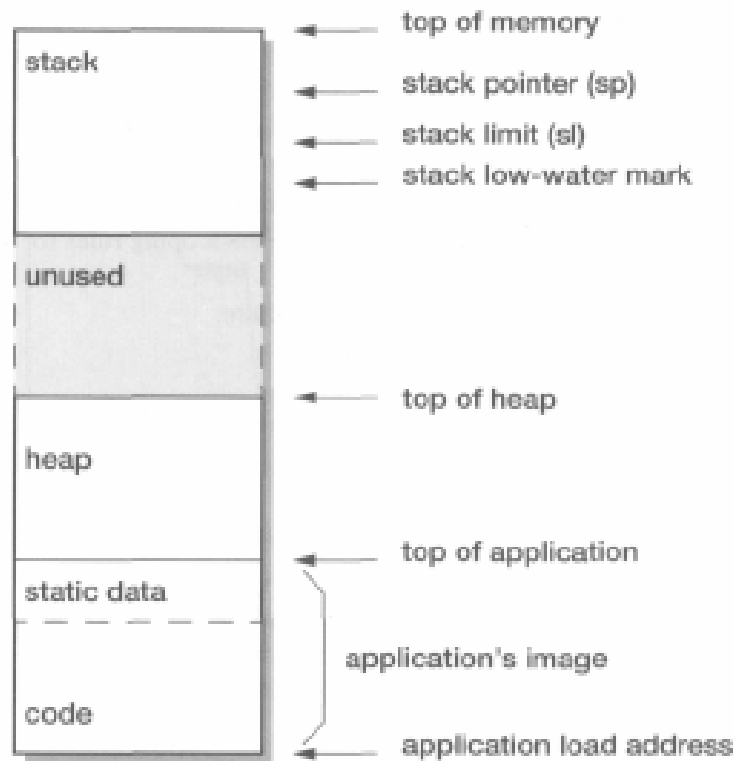 top of memory
stack
stack pointer (sp)
stack limit (sl)
stack low-water mark
unused
top of heap
heap
top of application
static data
application's image
code
application load address